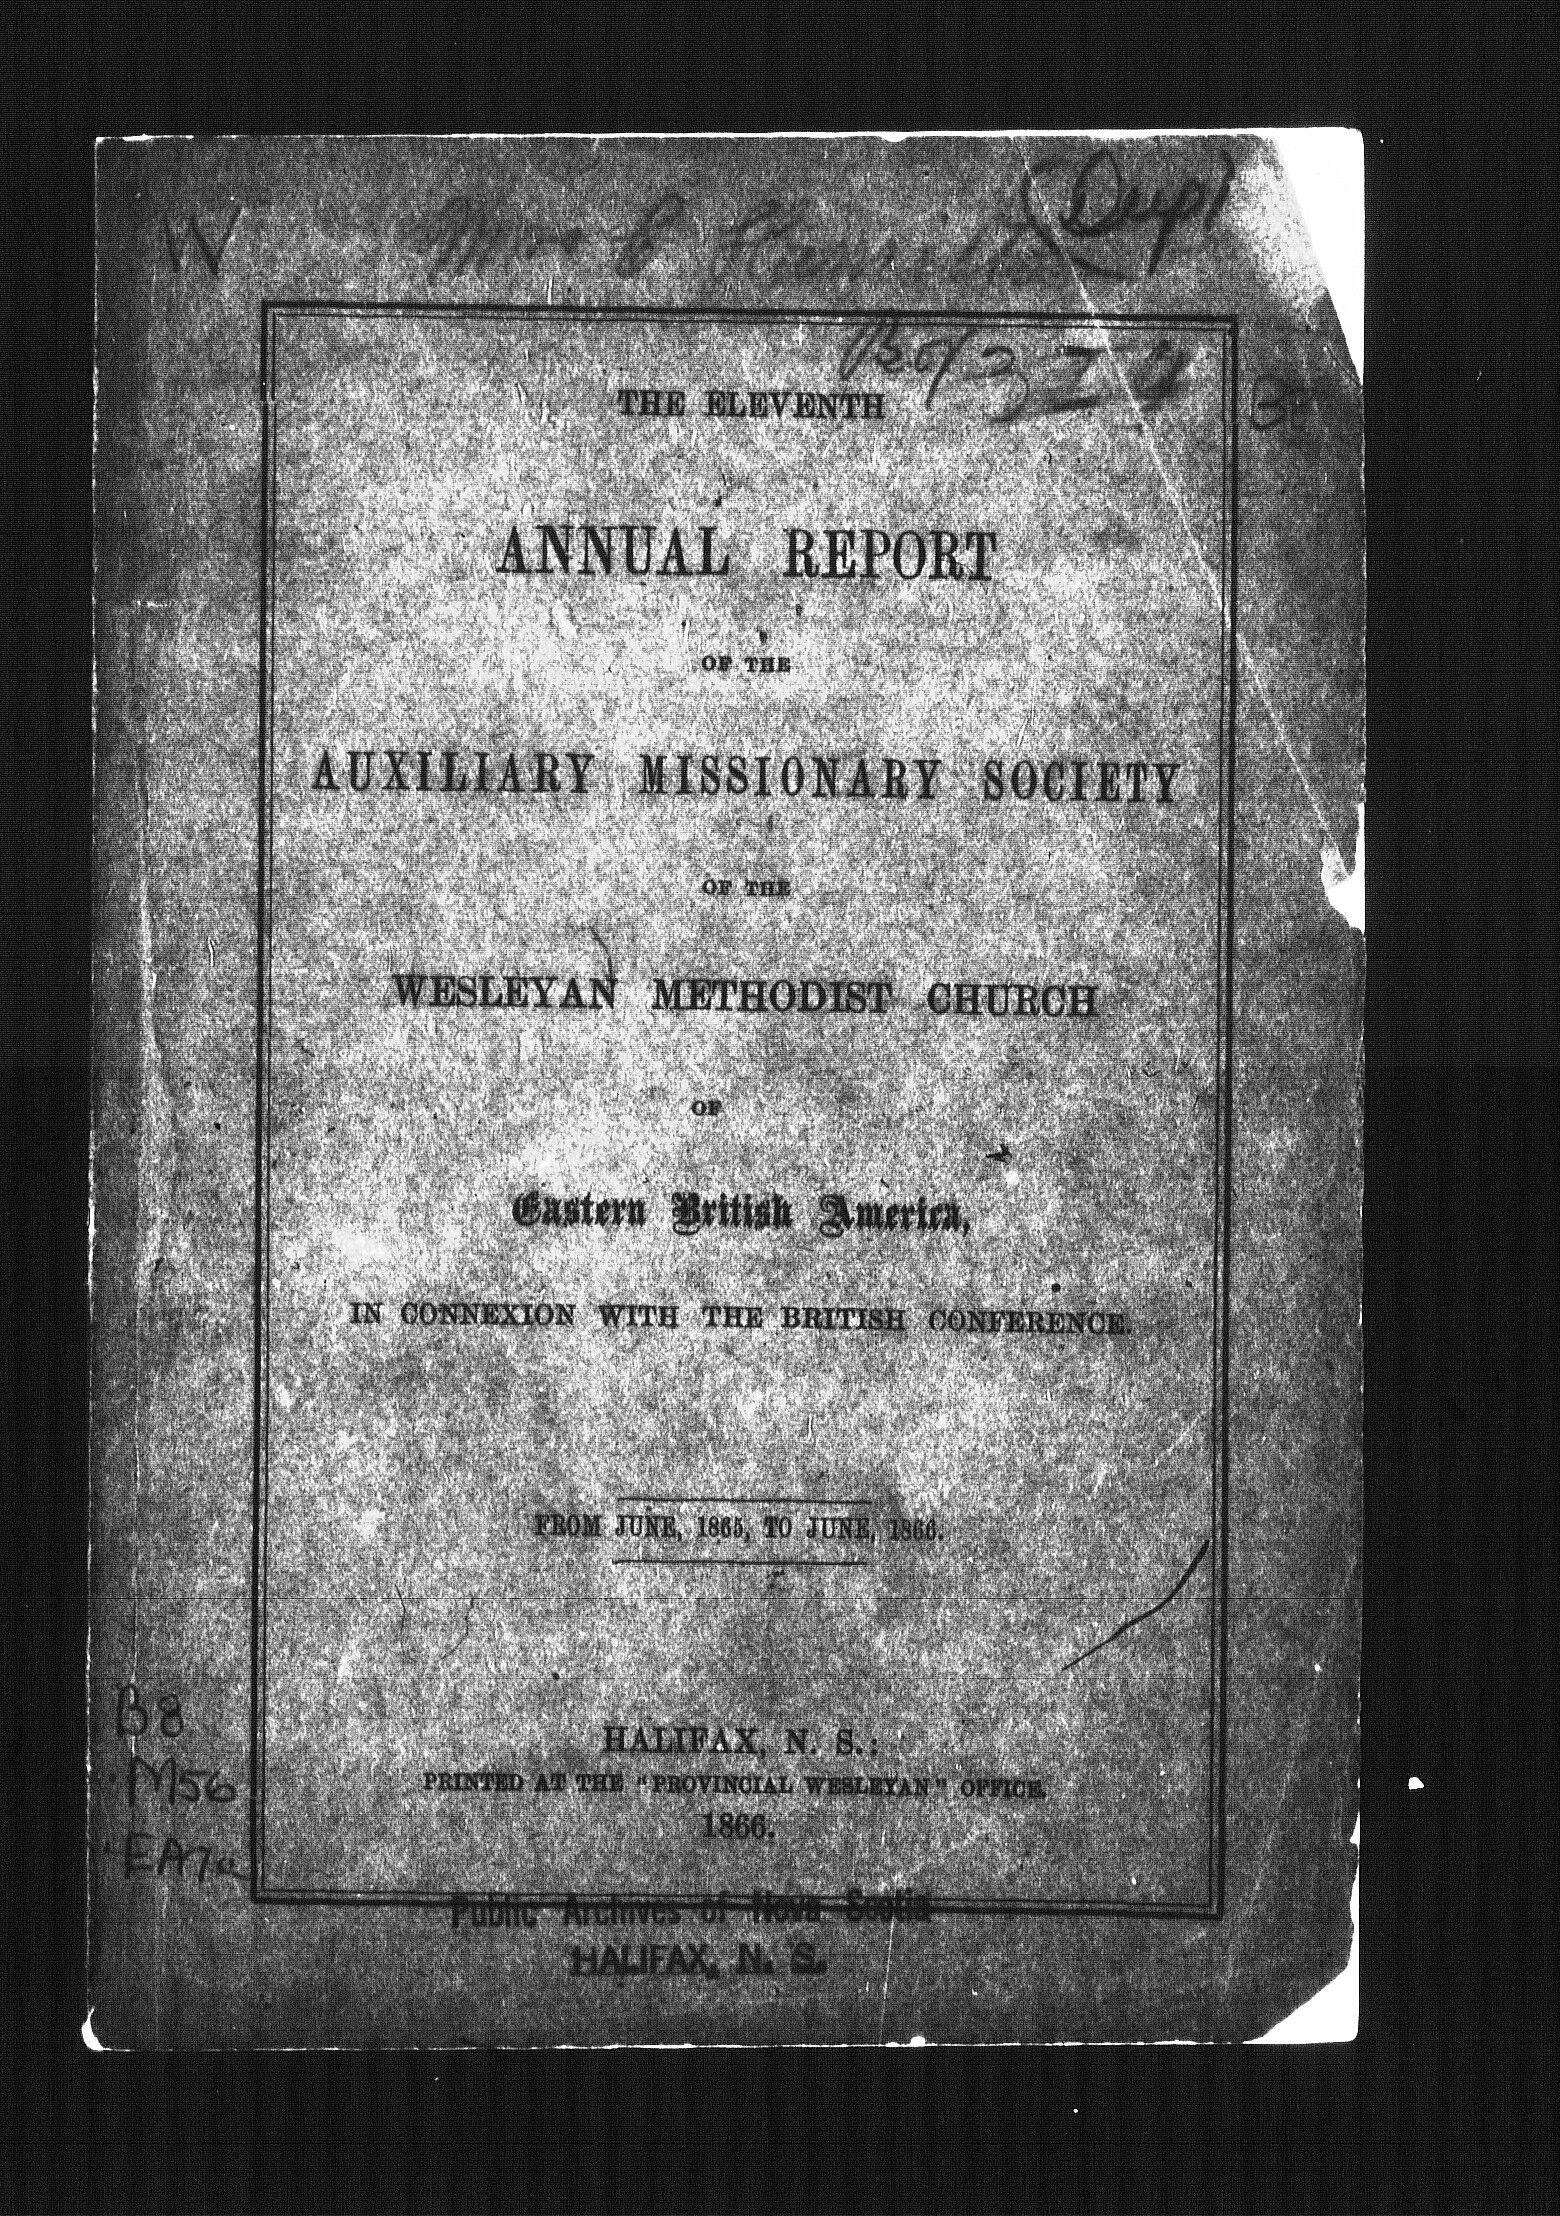 W
(Dupl
THE ELEVENTH
ANNUAL REPORT
OF THE
AUXILIARY MISSIONARY SOCIETY
OF THE
WESLEYAN METHODIST CHURCH
OF
Eastern British America,
IN CONNEXION WITH THE BRITISH CONFERENCE.
FROM JUNE, 1865, TO JUNE, 1866.
HALIFAX, N. S.:
PRINTED AT THE "PROVINCIAL WESLEYAN" OFFICE.
1866.
B8
M56
EA7a
Public Archives of Nova Scotia
HALIFAX, N. S.